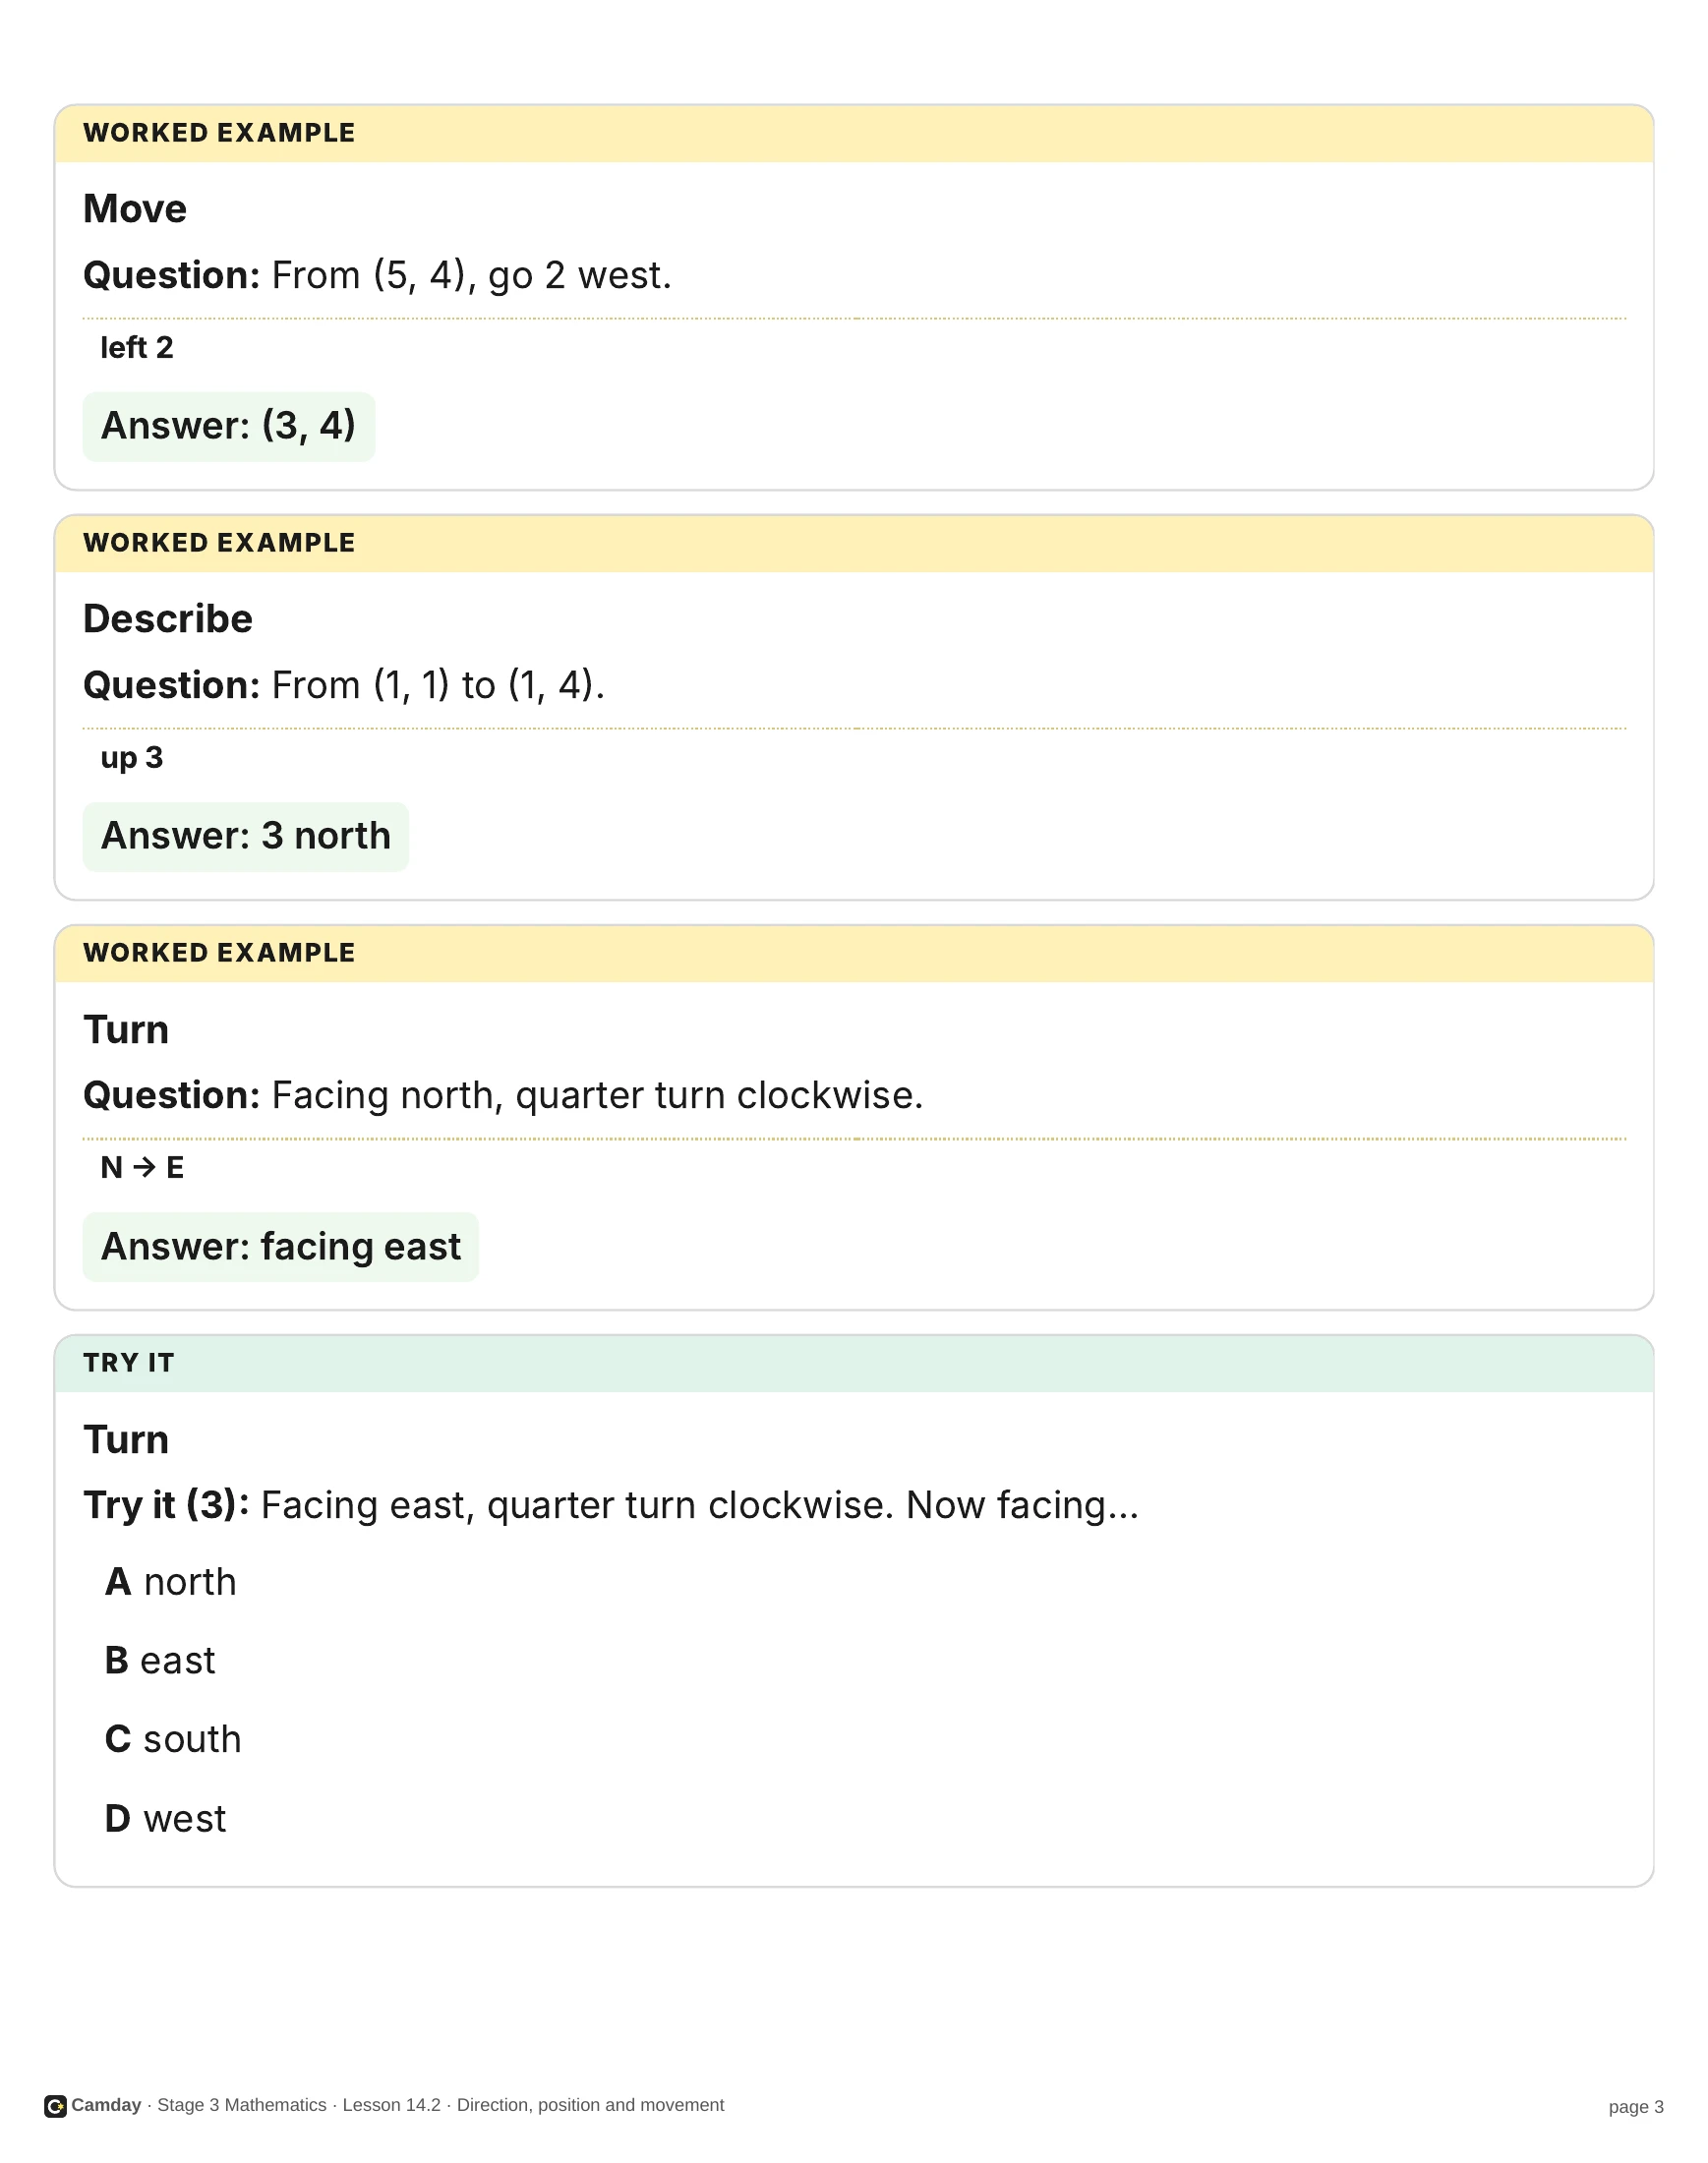 WORKED EXAMPLE
Move
Question: From (5, 4), go 2 west.
left 2
Answer: (3, 4)
WORKED EXAMPLE
Describe
Question: From (1, 1) to (1, 4).
up 3
Answer: 3 north
WORKED EXAMPLE
Turn
Question: Facing north, quarter turn clockwise.
N → E
Answer: facing east
TRY IT
Turn
Try it (3): Facing east, quarter turn clockwise. Now facing...
A north
B east
C south
D west
Camday · Stage 3 Mathematics · Lesson 14.2 · Direction, position and movement
page 3